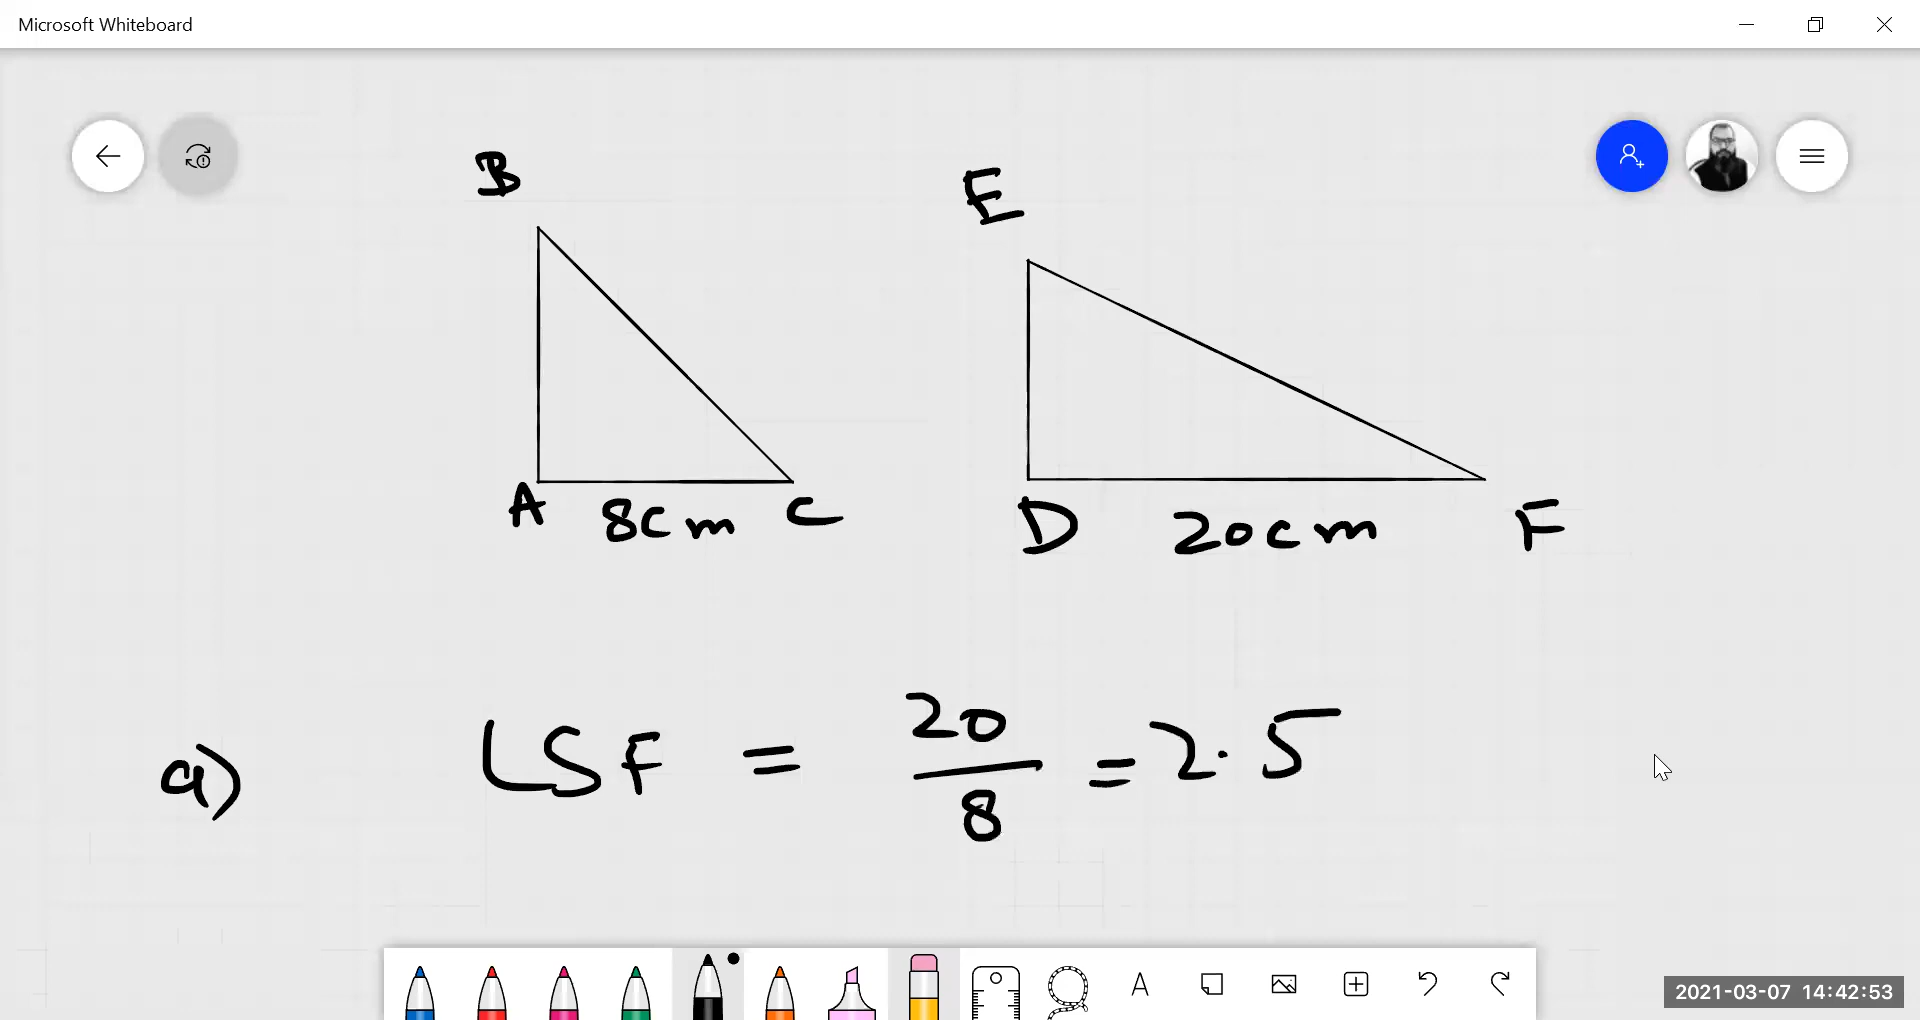 Microsoft Whiteboard
B
E
A 8cm C
D 20cm F
a) LSF = 20/8 = 2.5
A
2021-03-07 14:42:53